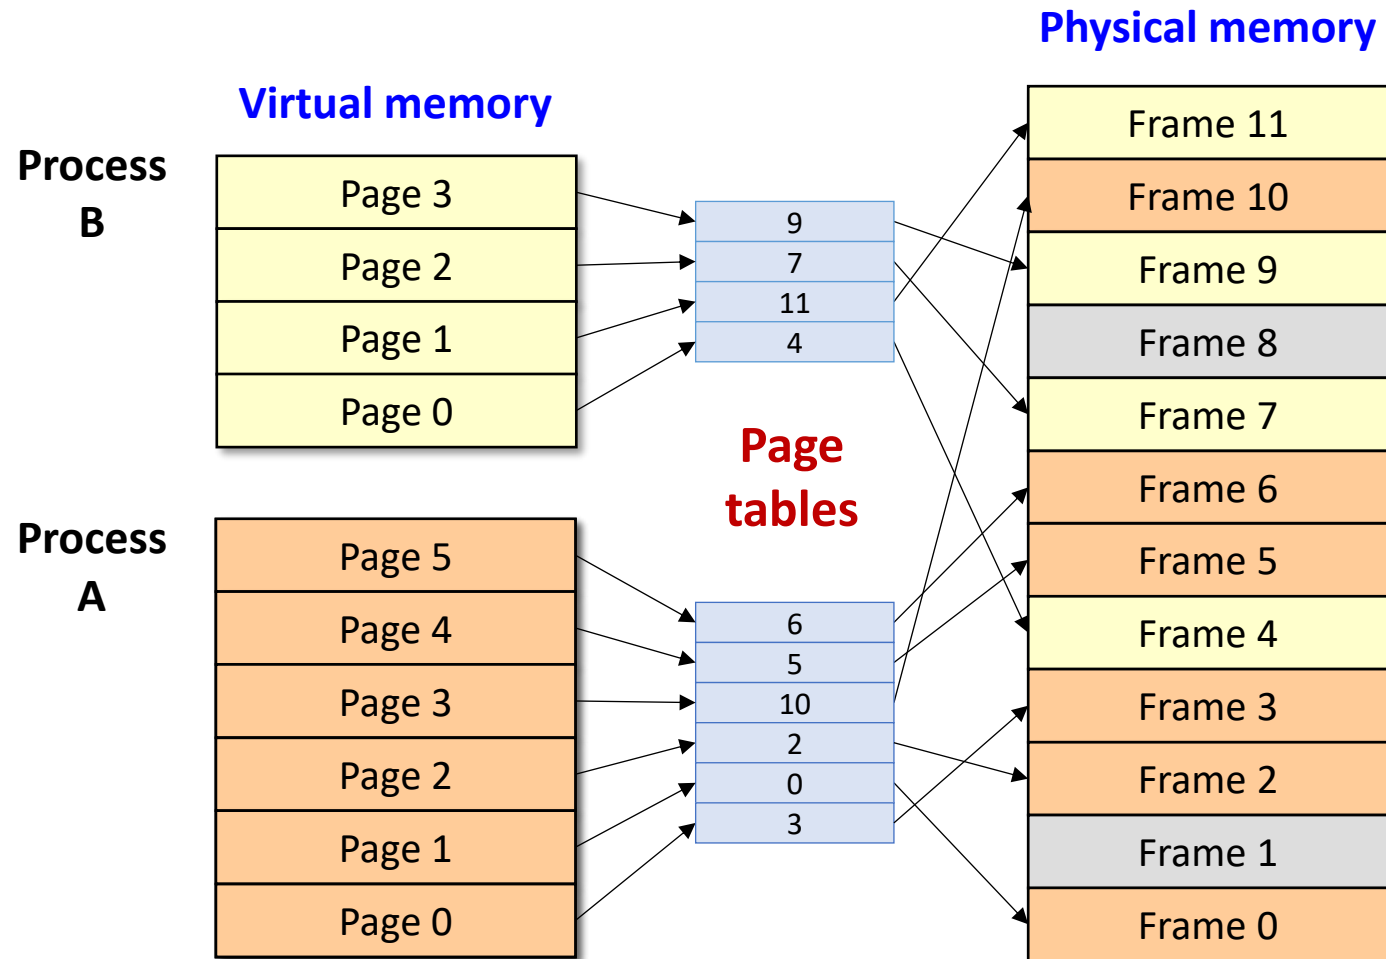 Physical memory
Virtual memory
Process
B
Page 3
Page 2
Page 1
Page 0
9
7
11
4
Page
tables
Process
A
Page 5
Page 4
Page 3
Page 2
Page 1
Page 0
6
5
10
2
0
3
Frame 11
Frame 10
Frame 9
Frame 8
Frame 7
Frame 6
Frame 5
Frame 4
Frame 3
Frame 2
Frame 1
Frame 0